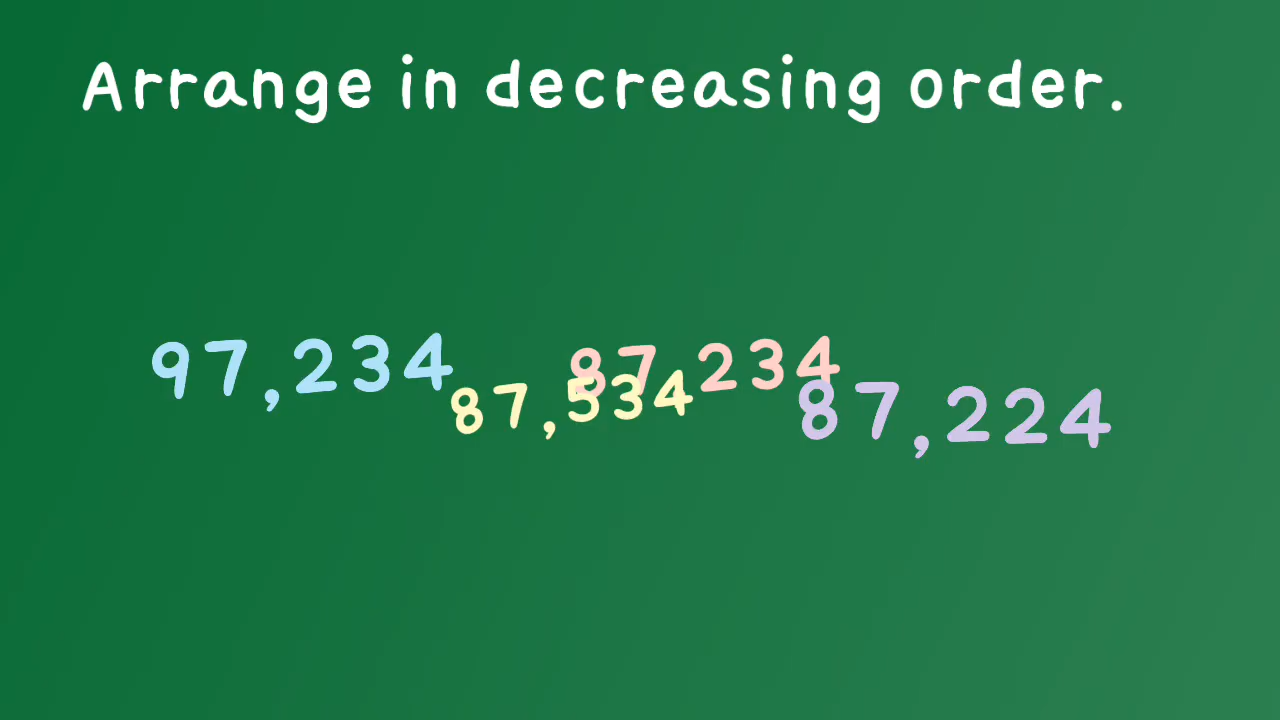 Arrange in decreasing order.
97,234
87,534
87,234
87,224